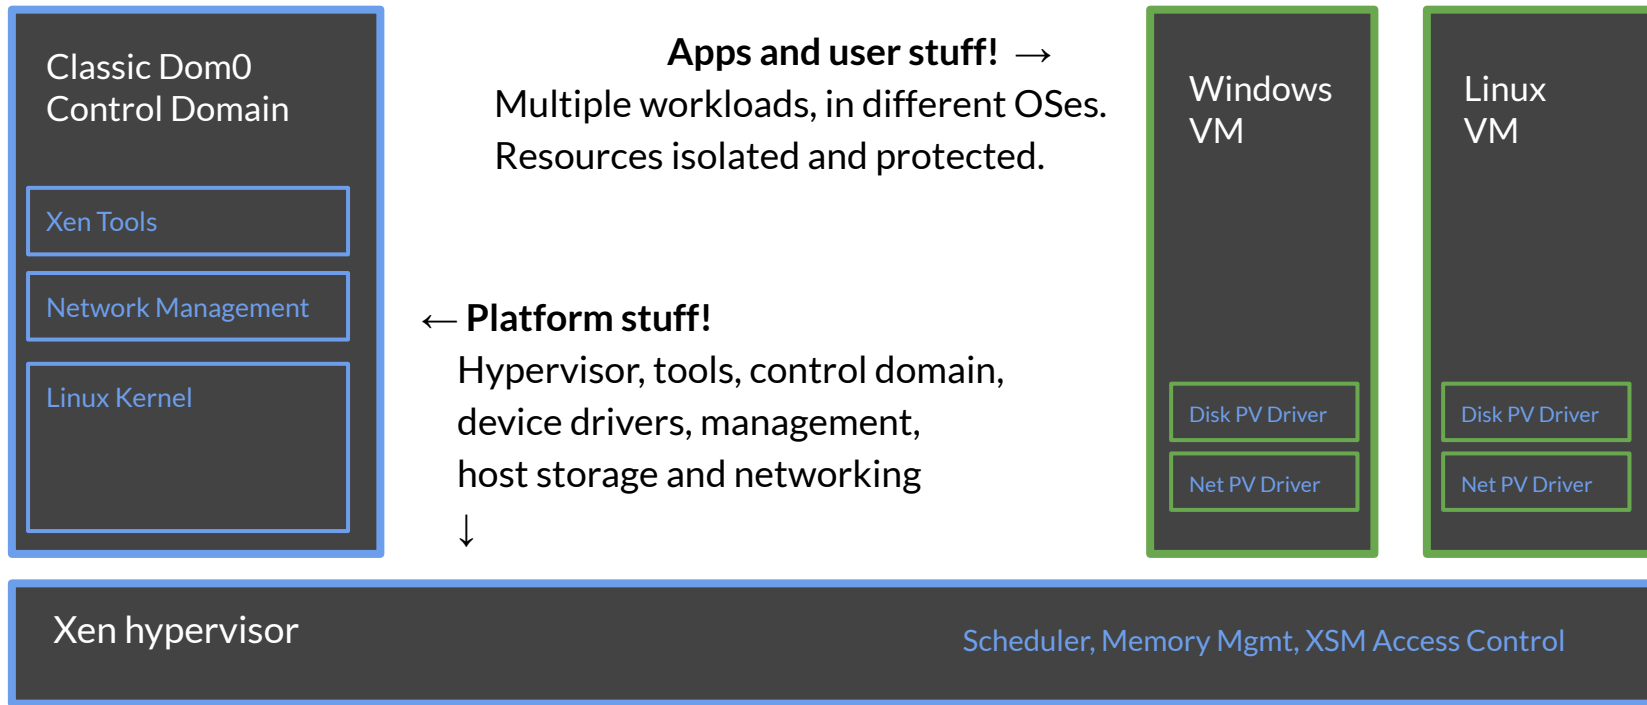 Classic Dom0
Control Domain
Xen Tools
Network Management
Linux Kernel
Apps and user stuff! →
Multiple workloads, in different OSes.
Resources isolated and protected.
← Platform stuff!
Hypervisor, tools, control domain,
device drivers, management,
host storage and networking
↓
Windows
VM
Disk PV Driver
Net PV Driver
Linux
VM
Disk PV Driver
Net PV Driver
Xen hypervisor
Scheduler, Memory Mgmt, XSM Access Control